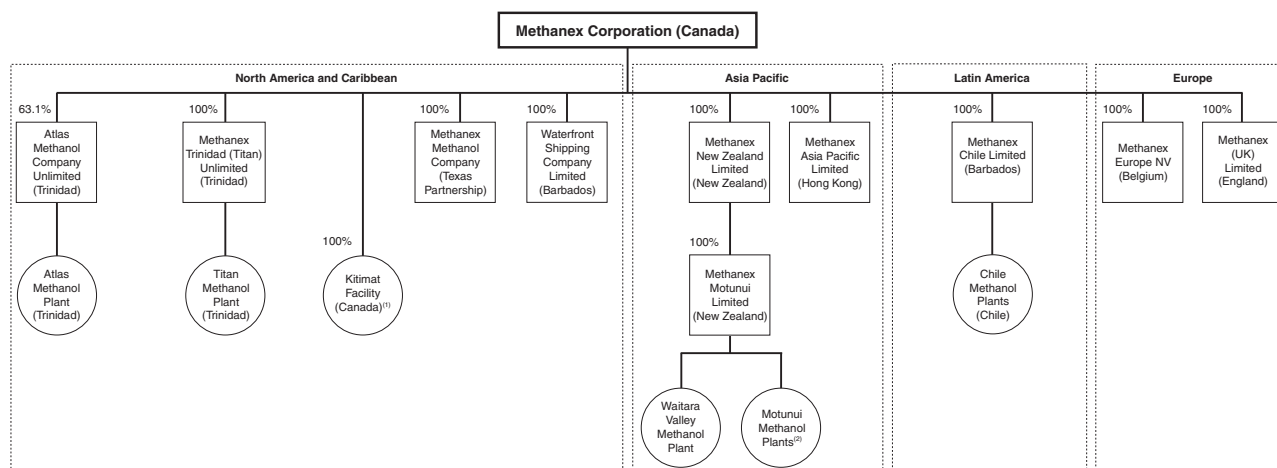 Methanex Corporation (Canada)
North America and Caribbean
Asia Pacific
Latin America
Europe
63.1%
Atlas
Methanol
Company
Unlimited
(Trinidad)
100%
Methanex
Trinidad (Titan)
Unlimited
(Trinidad)
100%
Methanex
Methanol
Company
(Texas
Partnership)
100%
Waterfront
Shipping
Company
Limited
(Barbados)
100%
Methanex
New Zealand
Limited
(New Zealand)
100%
Methanex
Asia Pacific
Limited
(Hong Kong)
100%
Methanex
Chile Limited
(Barbados)
100%
Methanex
Europe NV
(Belgium)
100%
Methanex
(UK)
Limited
(England)
Atlas
Methanol
Plant
(Trinidad)
Titan
Methanol
Plant
(Trinidad)
100%
Kitimat
Facility
(Canada)(1)
100%
Methanex
Motunui
Limited
(New Zealand)
Chile
Methanol
Plants
(Chile)
Waitara
Valley
Methanol
Plant
Motunui
Methanol
Plants(2)